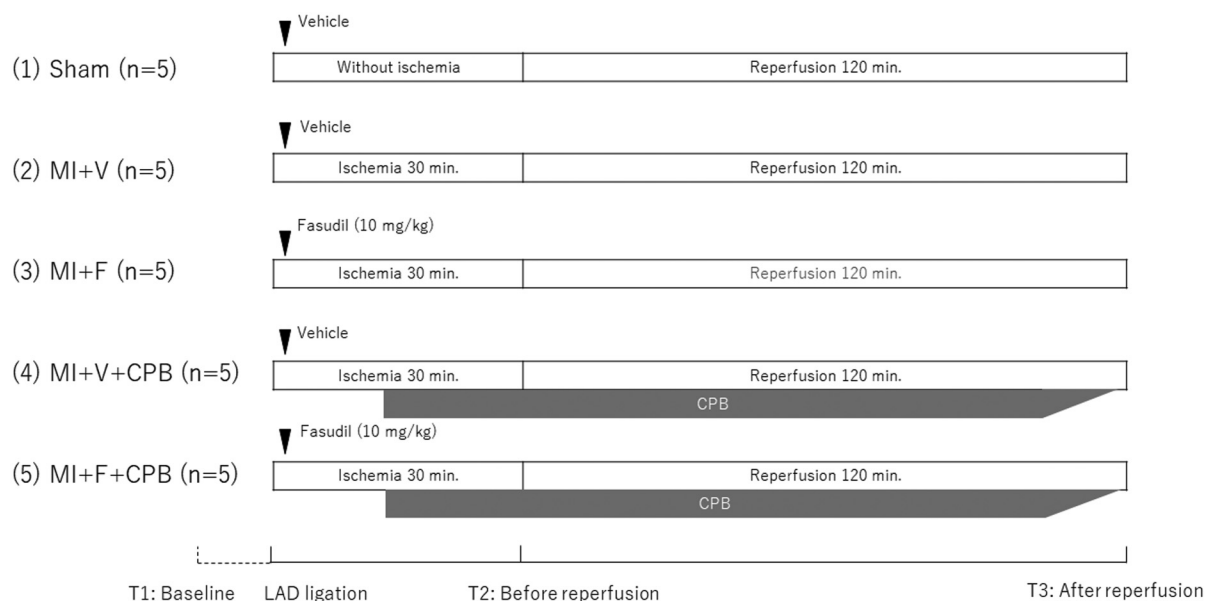 Vehicle
(1) Sham (n=5)
Without ischemia
Reperfusion 120 min.
Vehicle
(2) MI+V (n=5)
Ischemia 30 min.
Reperfusion 120 min.
Fasudil (10 mg/kg)
(3) MI+F (n=5)
Ischemia 30 min.
Reperfusion 120 min.
Vehicle
(4) MI+V+CPB (n=5)
Ischemia 30 min.
Reperfusion 120 min.
CPB
Fasudil (10 mg/kg)
(5) MI+F+CPB (n=5)
Ischemia 30 min.
Reperfusion 120 min.
CPB
T1: Baseline
LAD ligation
T2: Before reperfusion
T3: After reperfusion